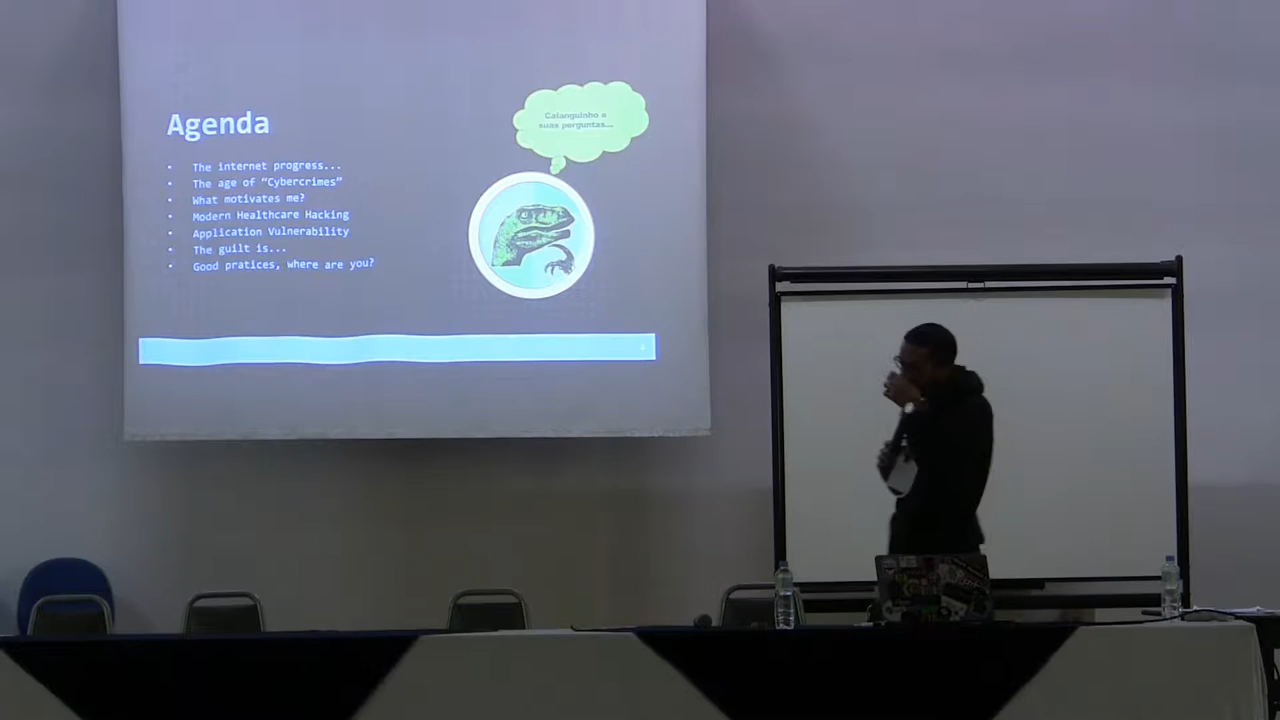 Agenda
• The internet progress...
• The age of “Cybercrimes”
• What motivates me?
• Modern Healthcare Hacking
• Application Vulnerability
• The guilt is...
• Good pratices, where are you?
Calanguinho e
suas perguntas...